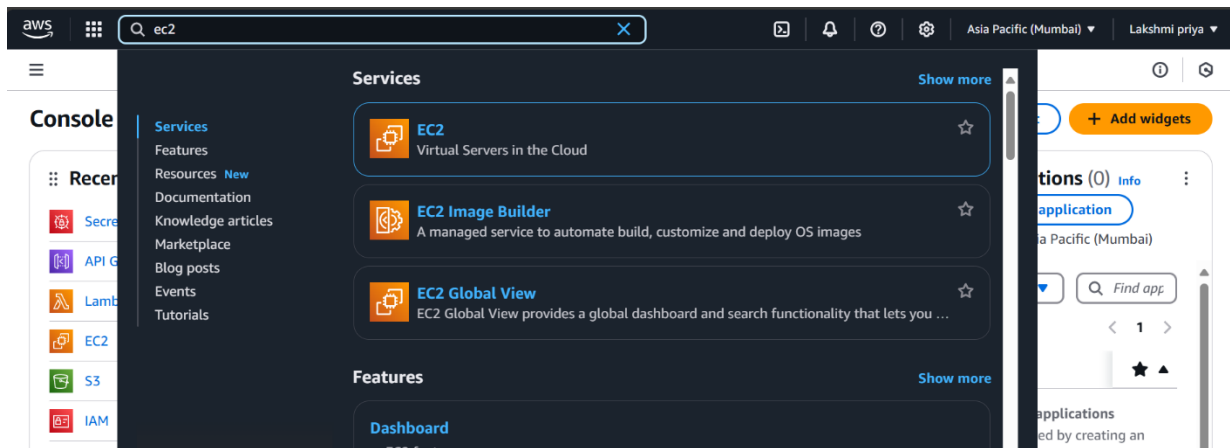 aws
ec2
Asia Pacific (Mumbai)
Lakshmi priya
Services
Show more
Console
Services
Features
Resources New
Documentation
Knowledge articles
Marketplace
Blog posts
Events
Tutorials
EC2
Virtual Servers in the Cloud
EC2 Image Builder
A managed service to automate build, customize and deploy OS images
EC2 Global View
EC2 Global View provides a global dashboard and search functionality that lets you ...
Features
Show more
Dashboard
+ Add widgets
Recer
Secre
API G
Lamb
EC2
S3
IAM
tions (0) Info
application
ia Pacific (Mumbai)
Find app
1
applications
ed by creating an